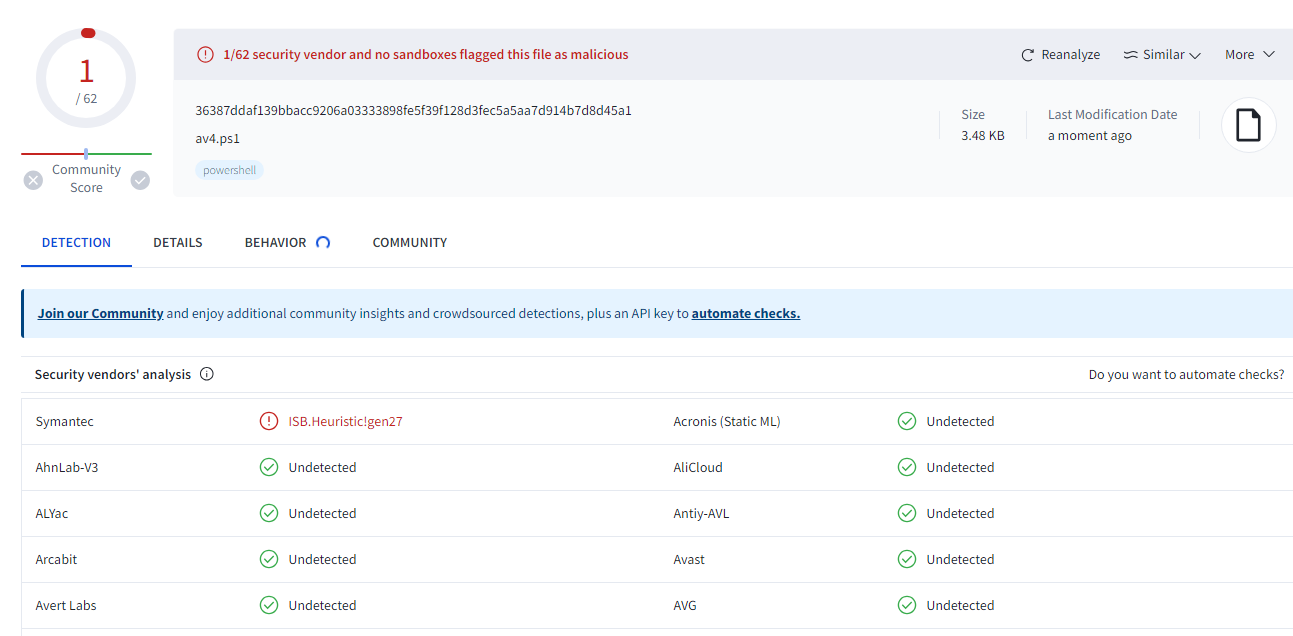 1
/ 62
Community
Score
1/62 security vendor and no sandboxes flagged this file as malicious
Reanalyze
Similar
More
36387ddaf139bbacc9206a03333898fe5f39f128d3fec5a5aa7d914b7d8d45a1
av4.ps1
powershell
Size
3.48 KB
Last Modification Date
a moment ago
DETECTION
DETAILS
BEHAVIOR
COMMUNITY
Join our Community and enjoy additional community insights and crowdsourced detections, plus an API key to automate checks.
Security vendors' analysis
Do you want to automate checks?
Symantec
ISB.Heuristic!gen27
Acronis (Static ML)
Undetected
AhnLab-V3
Undetected
AliCloud
Undetected
ALYac
Undetected
Antiy-AVL
Undetected
Arcabit
Undetected
Avast
Undetected
Avert Labs
Undetected
AVG
Undetected